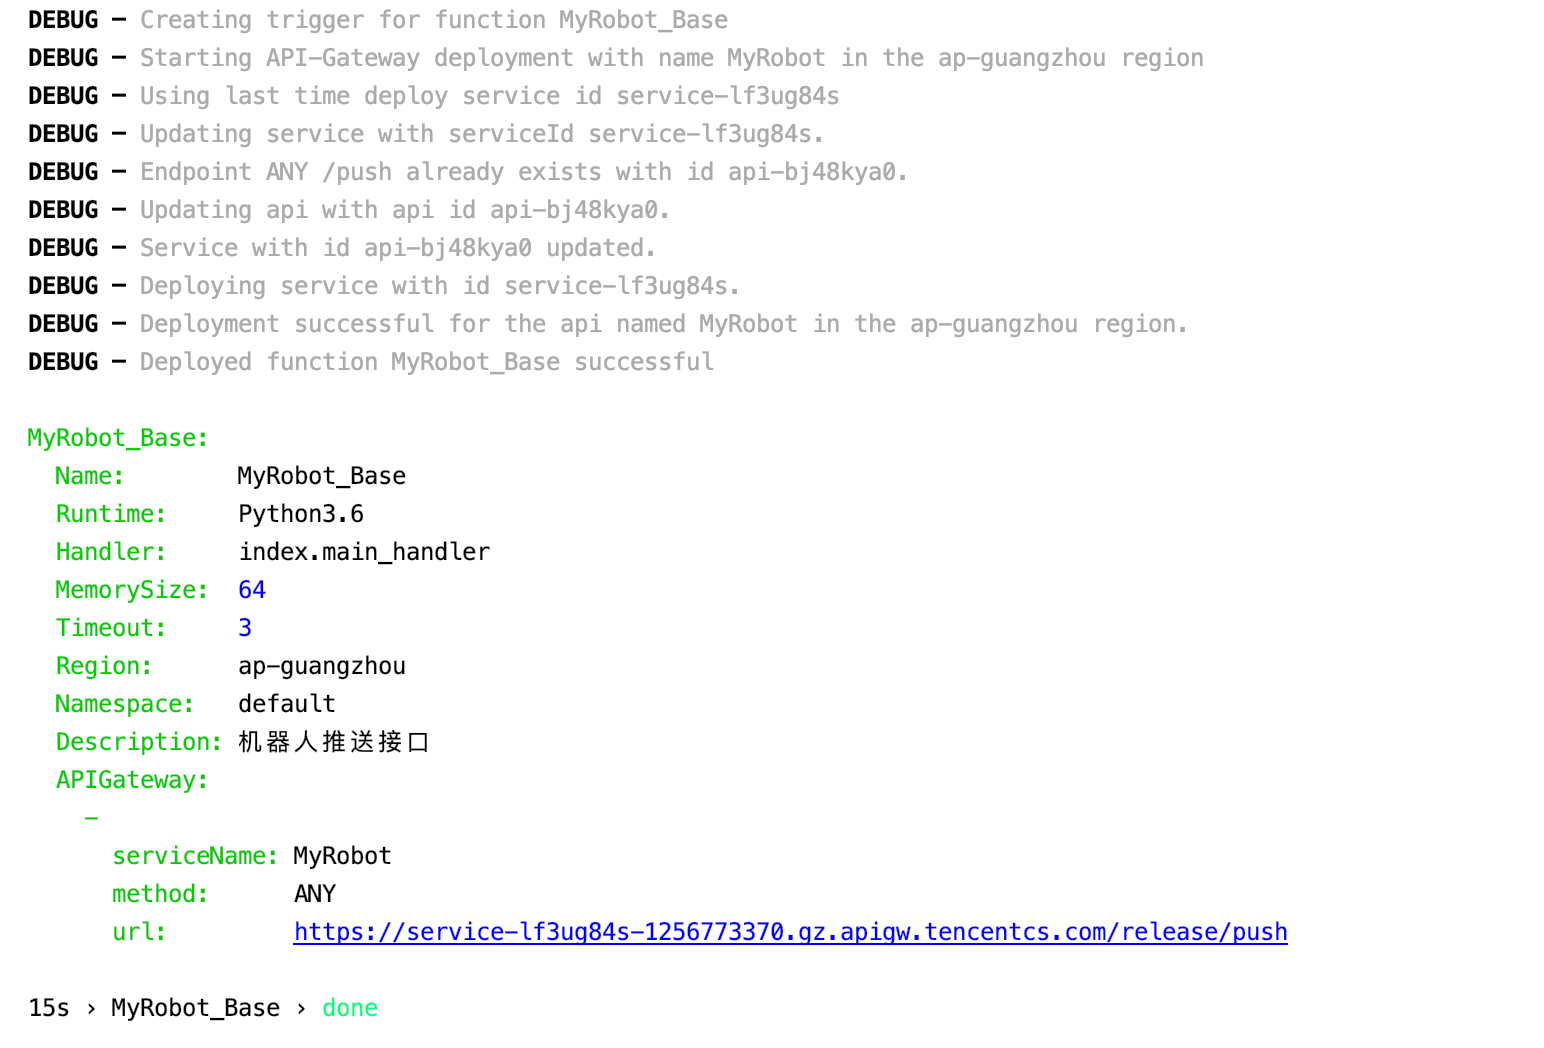 DEBUG — Creating trigger for function MyRobot_Base
DEBUG — Starting API-Gateway deployment with name MyRobot in the ap-guangzhou region
DEBUG — Using last time deploy service id service-lf3ug84s
DEBUG — Updating service with serviceId service-lf3ug84s.
DEBUG — Endpoint ANY /push already exists with id api-bj48kya0.
DEBUG — Updating api with api id api-bj48kya0.
DEBUG — Service with id api-bj48kya0 updated.
DEBUG — Deploying service with id service-lf3ug84s.
DEBUG — Deployment successful for the api named MyRobot in the ap-guangzhou region.
DEBUG — Deployed function MyRobot_Base successful
MyRobot_Base:
Name: MyRobot_Base
Runtime: Python3.6
Handler: index.main_handler
MemorySize: 64
Timeout: 3
Region: ap-guangzhou
Namespace: default
Description: 机器人推送接口
APIGateway:
–
serviceName: MyRobot
method: ANY
url: https://service-lf3ug84s-1256773370.gz.apigw.tencentcs.com/release/push
15s › MyRobot_Base › done